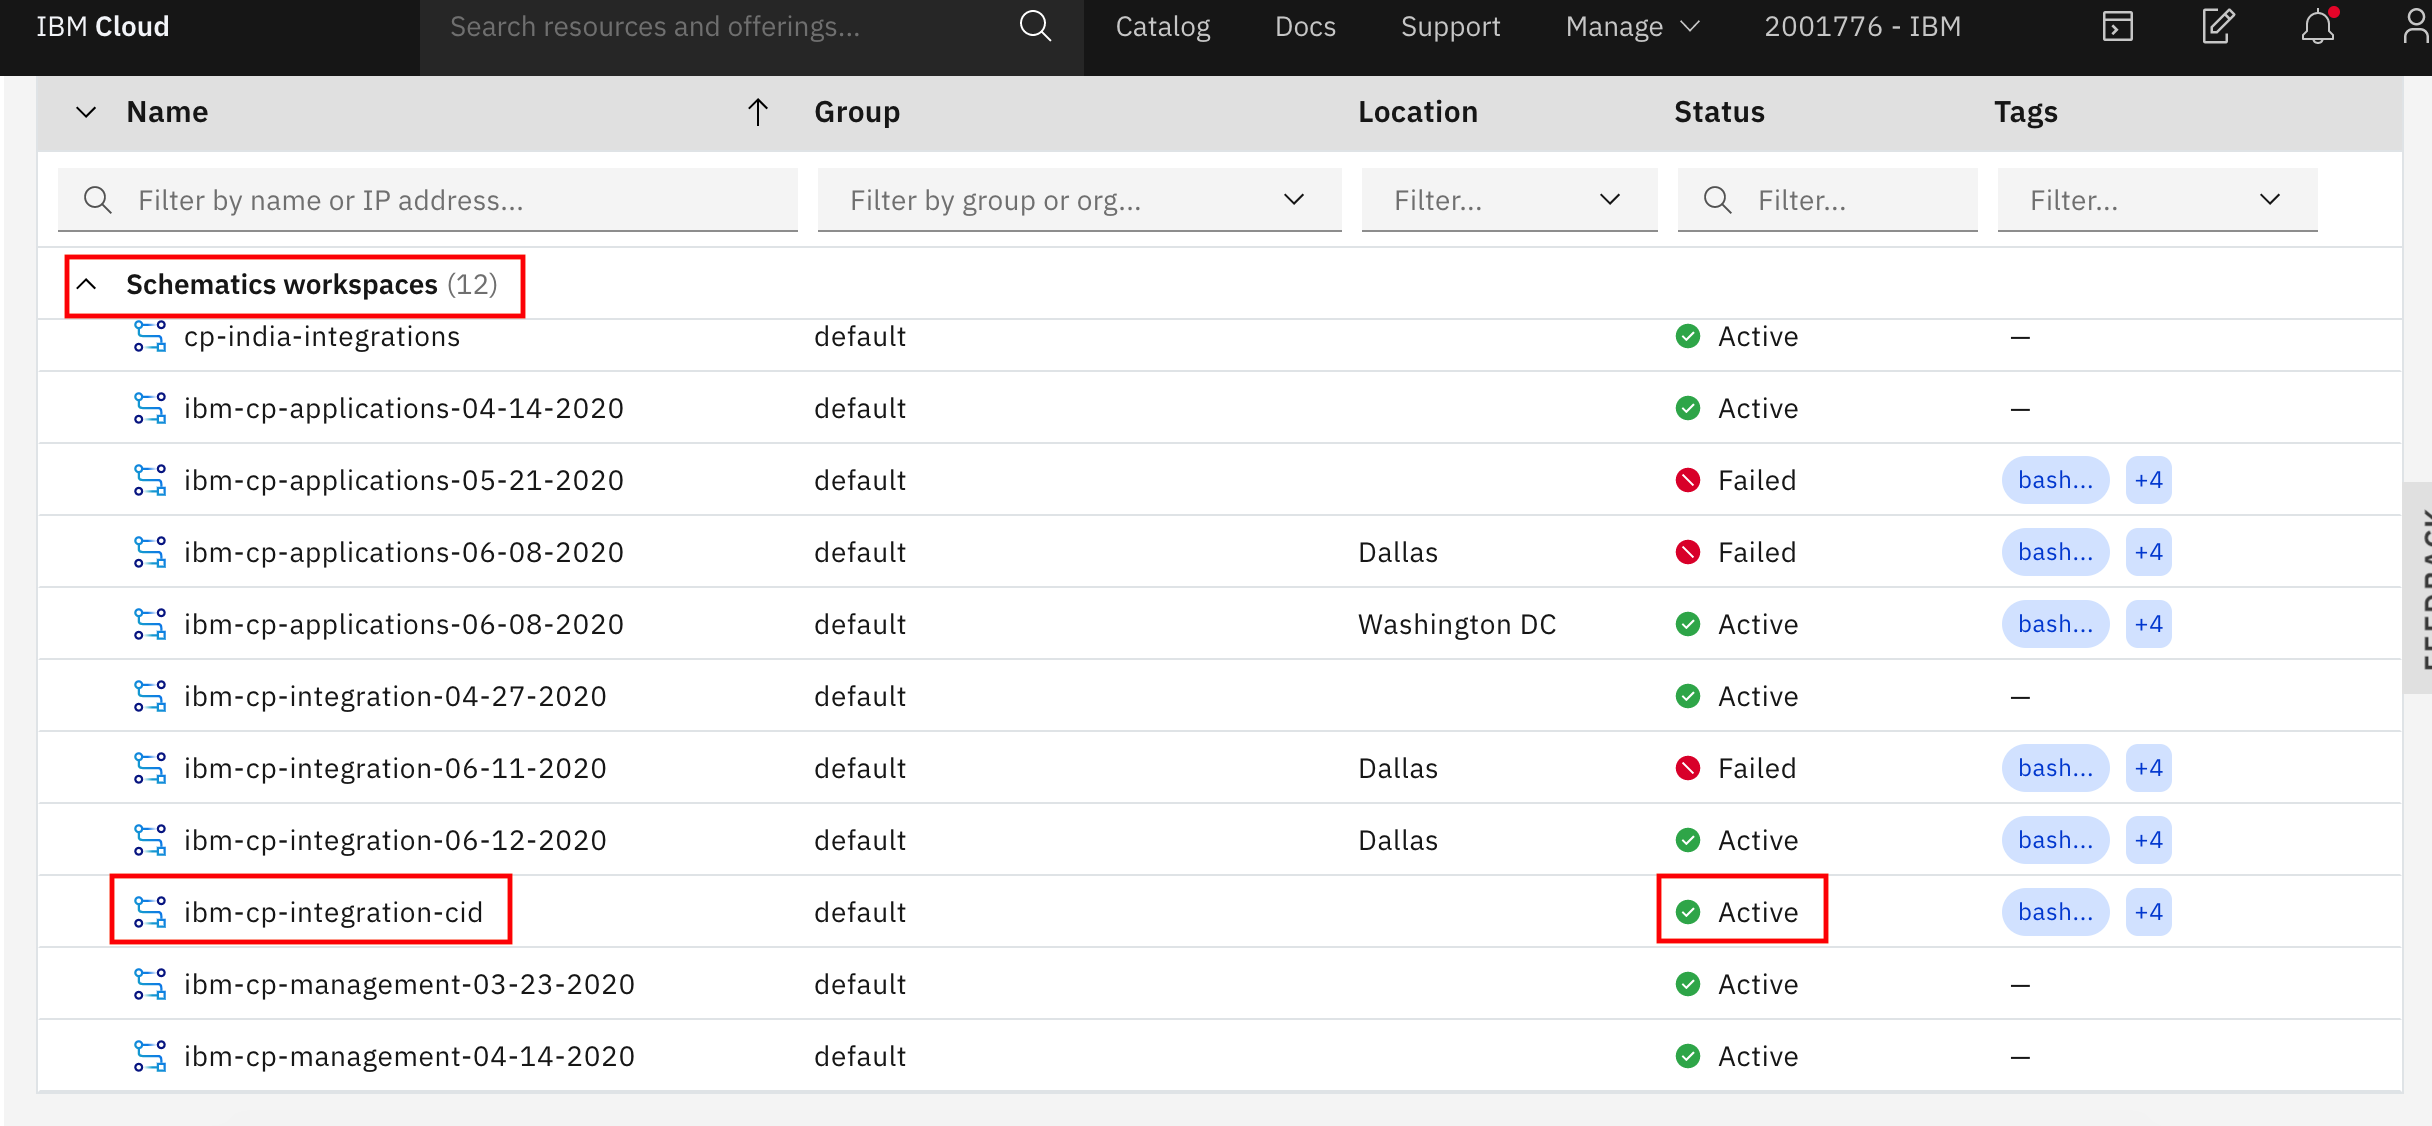 IBM Cloud Search resources and offerings... Catalog Docs Support Manage 2001776 - IBM
Name Group Location Status Tags
Filter by name or IP address... Filter by group or org... Filter... Filter... Filter...
Schematics workspaces (12)
cp-india-integrations default Active –
ibm-cp-applications-04-14-2020 default Active –
ibm-cp-applications-05-21-2020 default Failed bash... +4
ibm-cp-applications-06-08-2020 default Dallas Failed bash... +4
ibm-cp-applications-06-08-2020 default Washington DC Active bash... +4
ibm-cp-integration-04-27-2020 default Active –
ibm-cp-integration-06-11-2020 default Dallas Failed bash... +4
ibm-cp-integration-06-12-2020 default Dallas Active bash... +4
ibm-cp-integration-cid default Active bash... +4
ibm-cp-management-03-23-2020 default Active –
ibm-cp-management-04-14-2020 default Active –
FEEDBACK